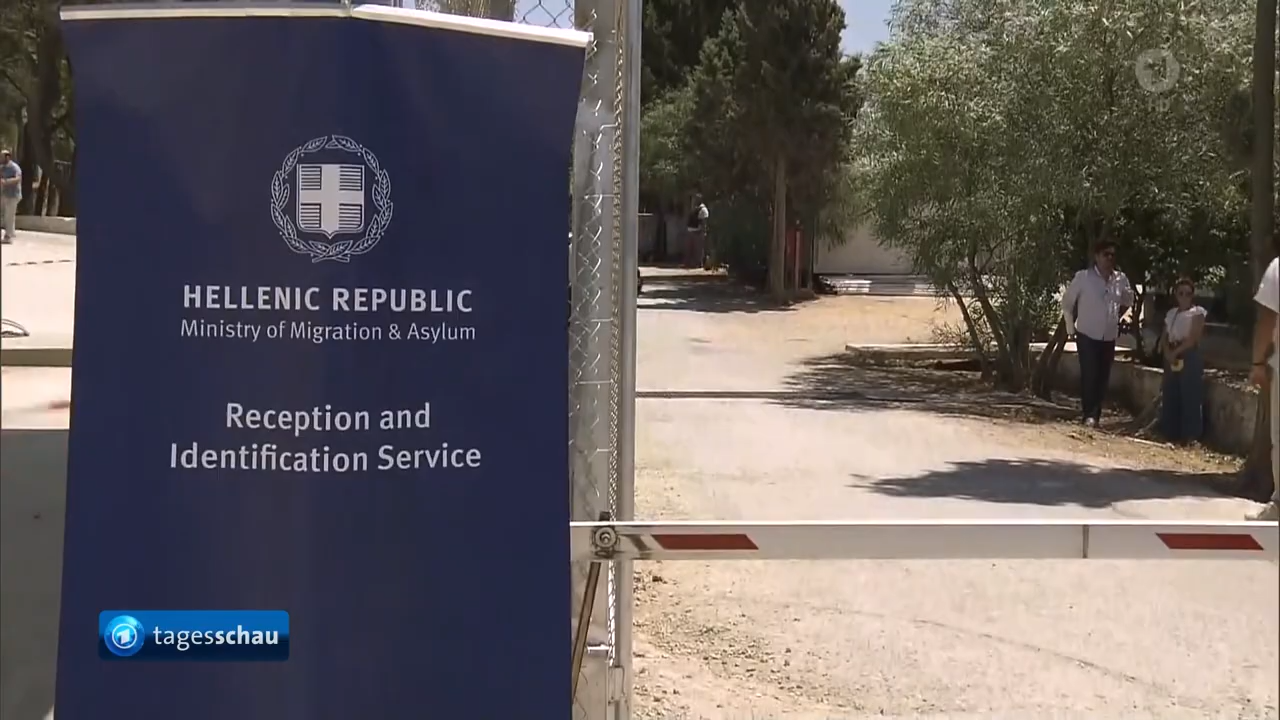 HELLENIC REPUBLIC
Ministry of Migration & Asylum
Reception and
Identification Service
tagesschau